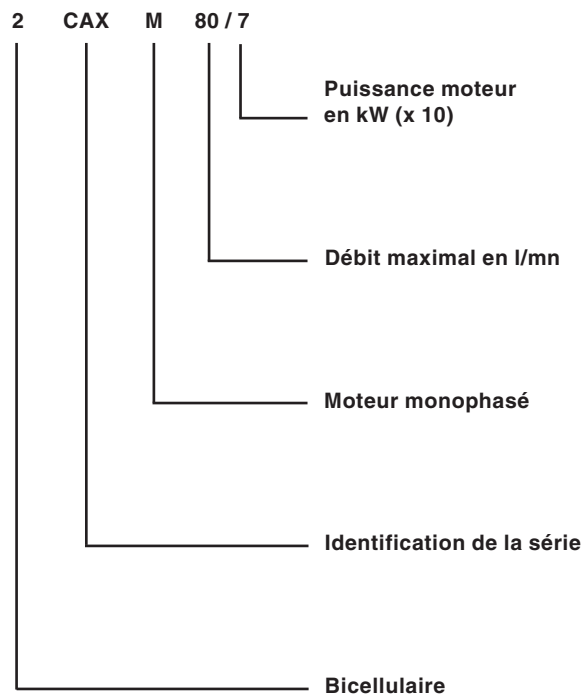 2 CAX M 80 / 7
Puissance moteur
en kW (x 10)
Débit maximal en l/mn
Moteur monophasé
Identification de la série
Bicellulaire